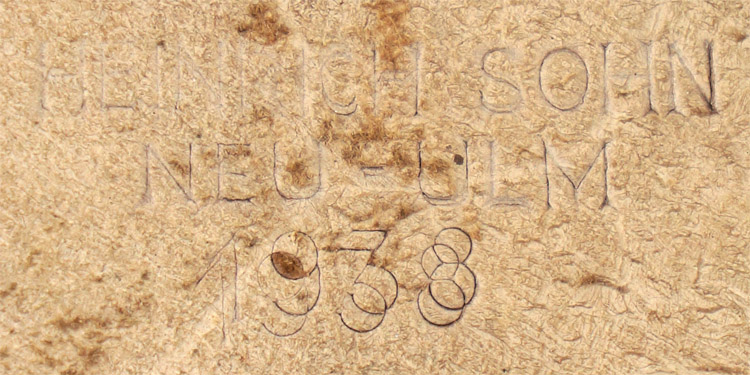 HEINRICH SOHN
NEU-ULM
1938